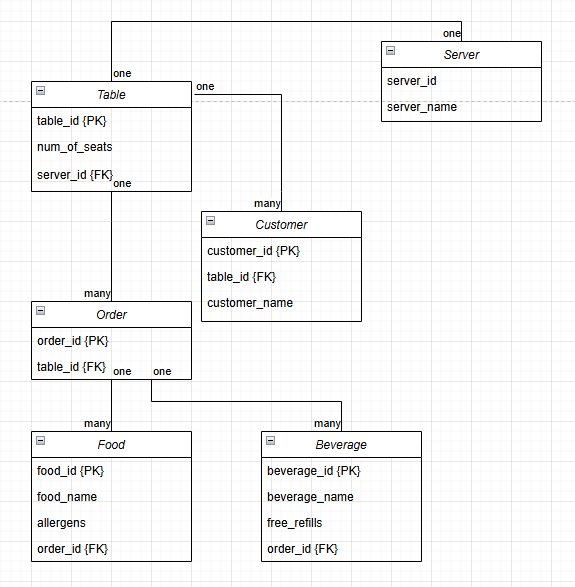 one
Server
server_id
server_name
one
Table
table_id {PK}
num_of_seats
server_id {FK}
one
one
many
Customer
customer_id {PK}
table_id {FK}
customer_name
many
Order
order_id {PK}
table_id {FK}
one
one
many
Food
food_id {PK}
food_name
allergens
order_id {FK}
many
Beverage
beverage_id {PK}
beverage_name
free_refills
order_id {FK}